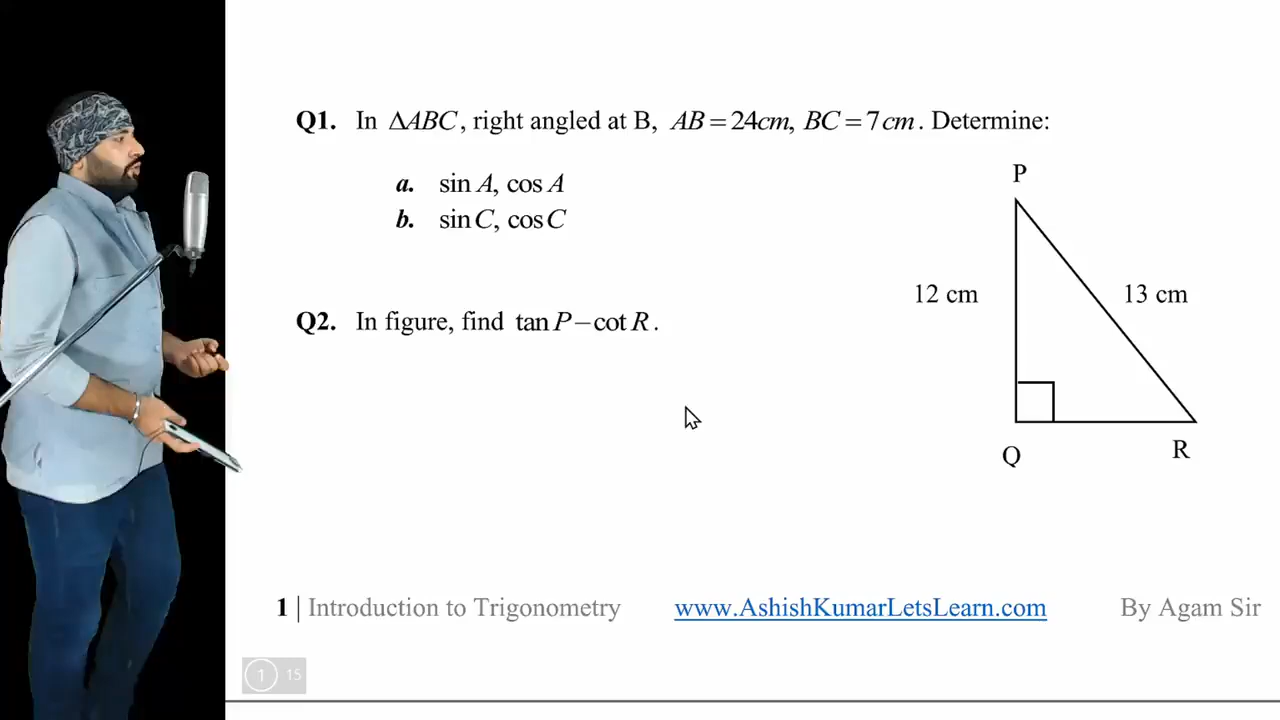 Q1. In ΔABC, right angled at B, AB = 24cm, BC = 7cm. Determine:
a. sin A, cos A
b. sin C, cos C
P
12 cm
13 cm
Q2. In figure, find tan P − cot R.
Q
R
1 | Introduction to Trigonometry www.AshishKumarLetsLearn.com By Agam Sir
1 15